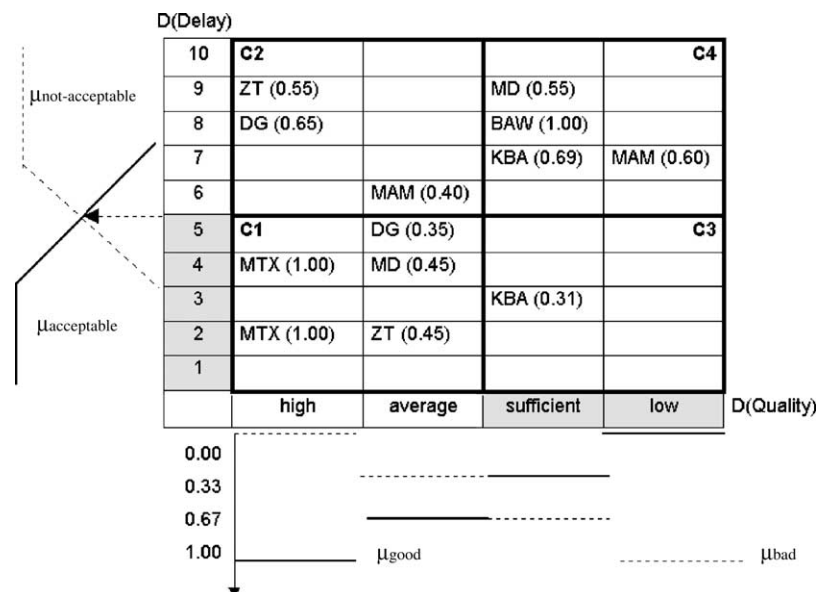 D(Delay)
10 C2 C4
9 ZT (0.55) MD (0.55)
μnot-acceptable
8 DG (0.65) BAW (1.00)
7 KBA (0.69) MAM (0.60)
6 MAM (0.40)
5 C1 DG (0.35) C3
4 MTX (1.00) MD (0.45)
3 KBA (0.31)
μacceptable
2 MTX (1.00) ZT (0.45)
1
high average sufficient low D(Quality)
0.00
0.33
0.67
1.00 μgood μbad